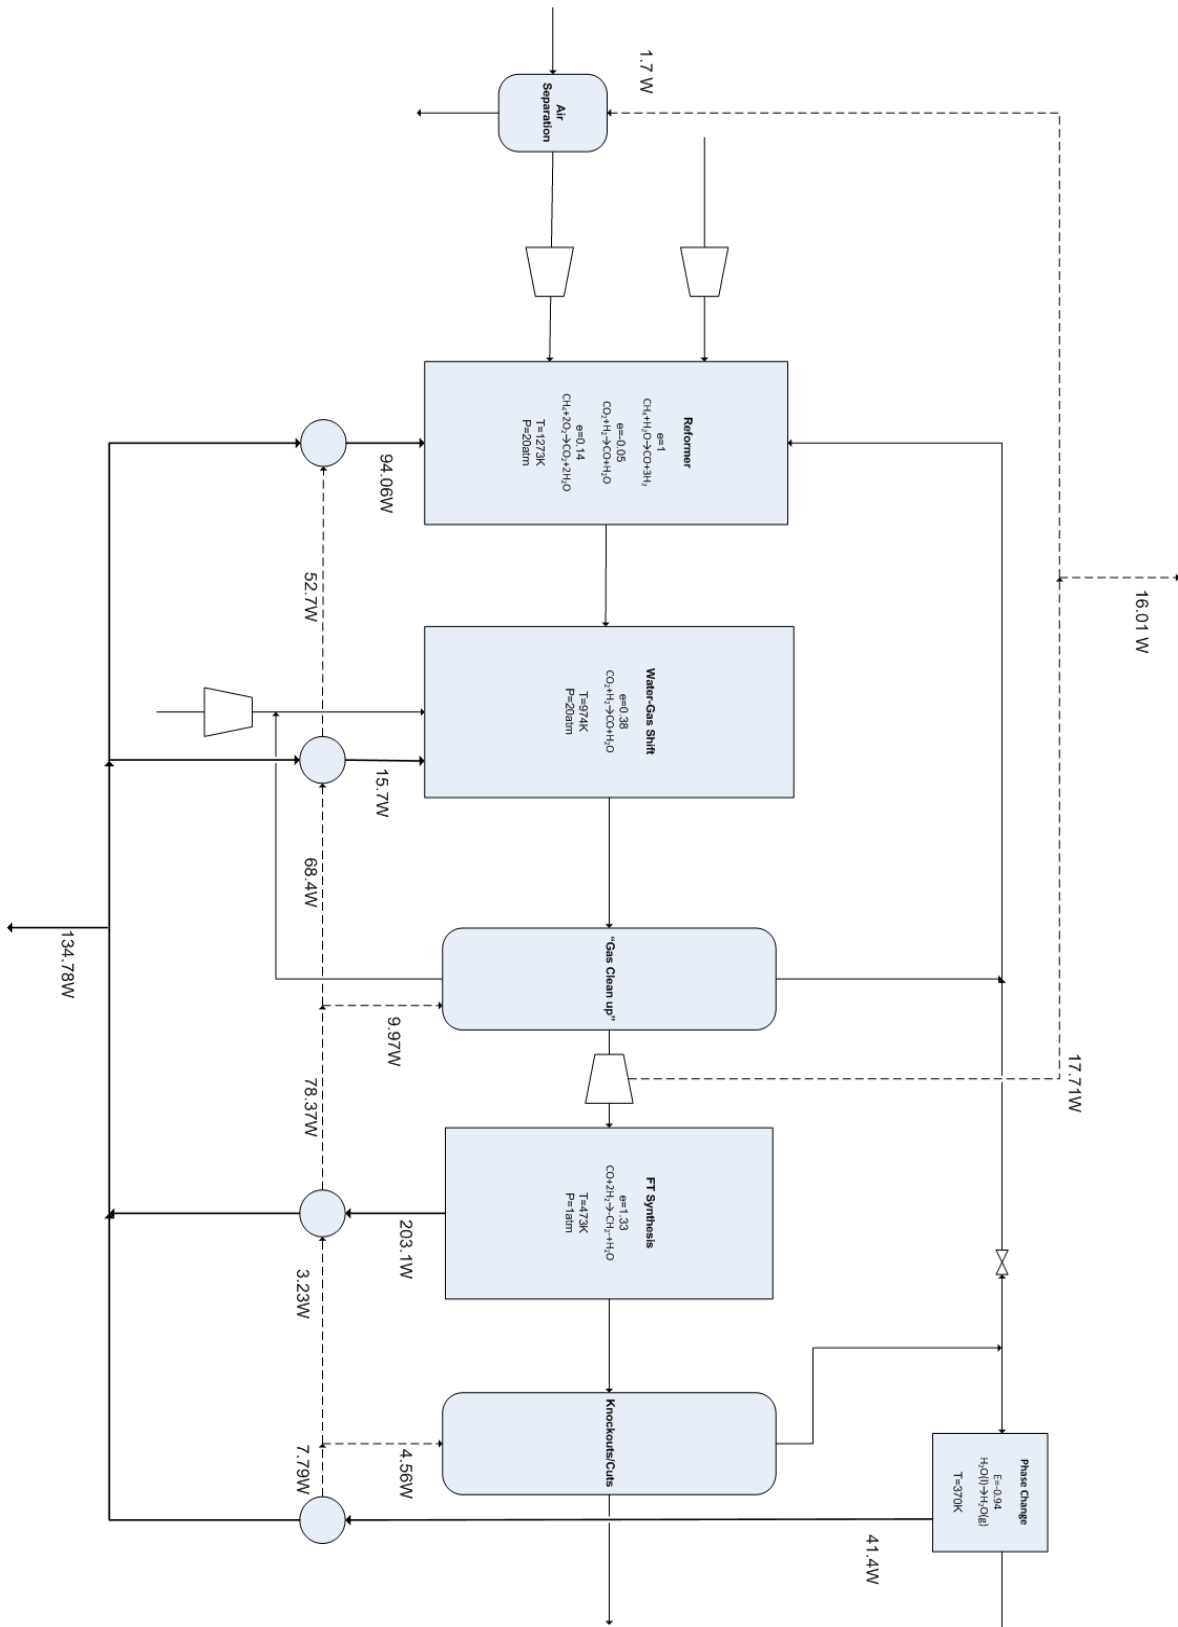 1.7 W
Air
Separation
Reformer
e=1
CH₄+H₂O→CO+3H₂
e=-0.05
CO₂+H₂→CO+H₂O
e=0.14
CH₄+2O₂→CO₂+2H₂O
T=1273K
P=20atm
94.06W
52.7W
16.01 W
Water-Gas Shift
e=0.38
CO₂+H₂→CO+H₂O
T=974K
P=20atm
15.7W
68.4W
134.78W
"Gas Clean up"
9.97W
17.71W
78.37W
FT Synthesis
e=1.33
CO+2H₂→-CH₂-+H₂O
T=473K
P=1atm
203.1W
3.23W
Knockouts/Cuts
4.56W
7.79W
Phase Change
E=-0.94
H₂O(l)→H₂O(g)
T=370K
41.4W